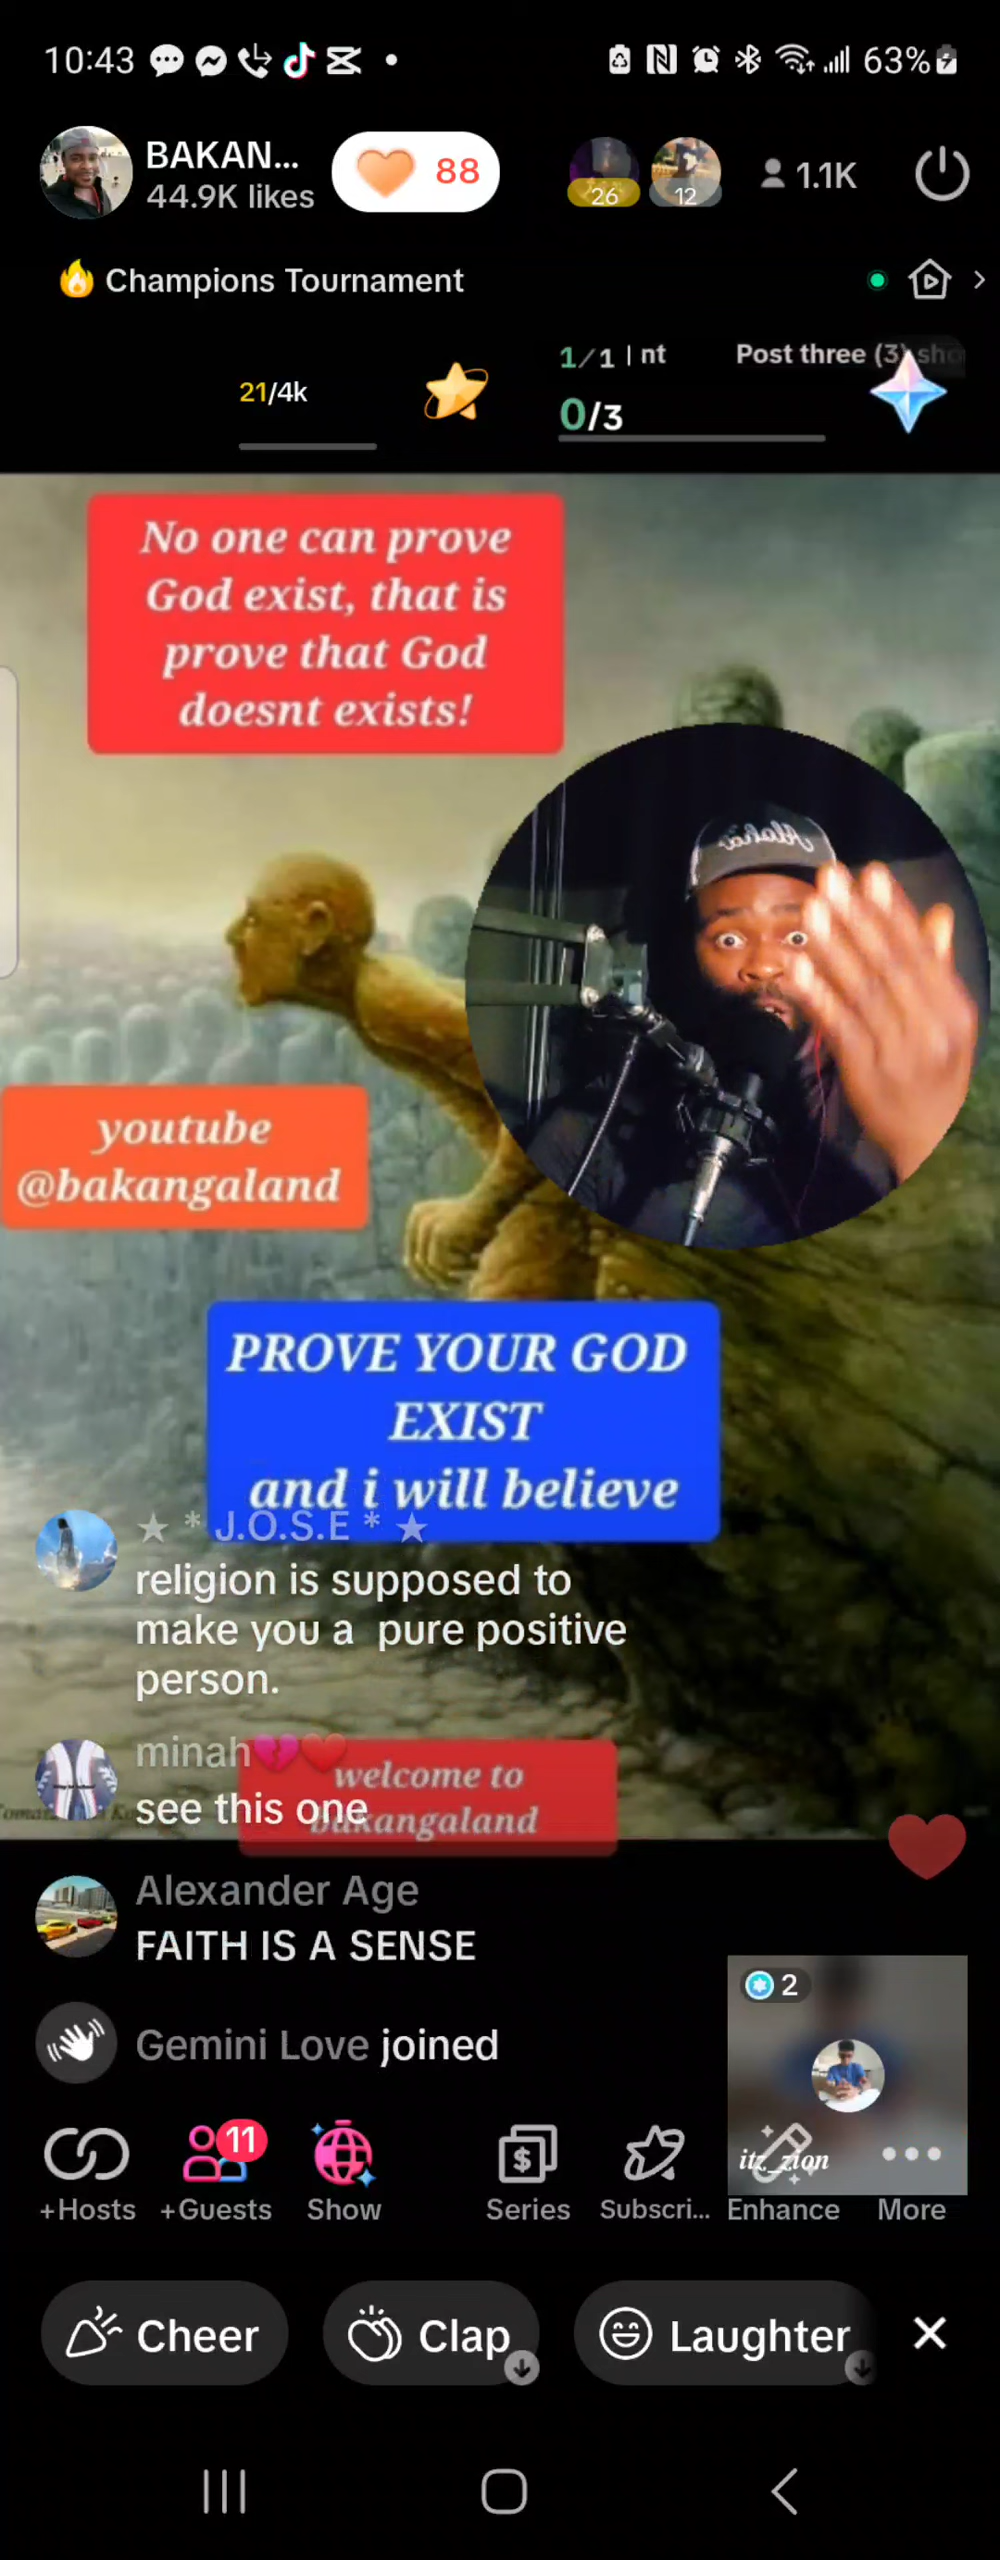 10:43
63%
BAKAN...
44.9K likes
88
26
12
1.1K
Champions Tournament
21/4k
1/1 | nt
Post three (3) sho
0/3
No one can prove
God exist, that is
prove that God
doesnt exists!
Aloha
youtube
@bakangaland
PROVE YOUR GOD
EXIST
and i will believe
★ * J.O.S.E * ★
religion is supposed to
make you a pure positive
person.
minah💔❤️
see this one
welcome to
bakangaland
Alexander Age
FAITH IS A SENSE
Gemini Love joined
2
itz_zion
11
+Hosts
+Guests
Show
Series
Subscri...
Enhance
More
Cheer
Clap
Laughter